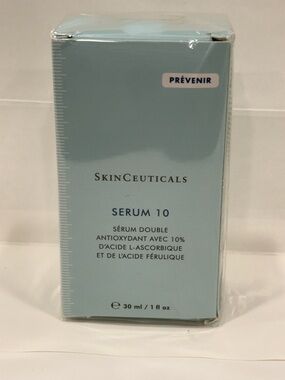 PRÉVENIR
SKINCEUTICALS
SERUM 10
SÉRUM DOUBLE
ANTIOXYDANT AVEC 10%
D'ACIDE L-ASCORBIQUE
ET DE L'ACIDE FÉRULIQUE
℮ 30 ml / 1 fl oz